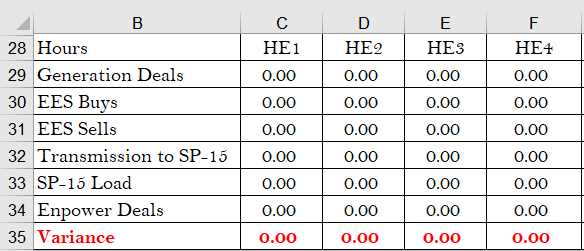 B C D E F
28 Hours HE1 HE2 HE3 HE4
29 Generation Deals 0.00 0.00 0.00 0.00
30 EES Buys 0.00 0.00 0.00 0.00
31 EES Sells 0.00 0.00 0.00 0.00
32 Transmission to SP-15 0.00 0.00 0.00 0.00
33 SP-15 Load 0.00 0.00 0.00 0.00
34 Enpower Deals 0.00 0.00 0.00 0.00
35 Variance 0.00 0.00 0.00 0.00